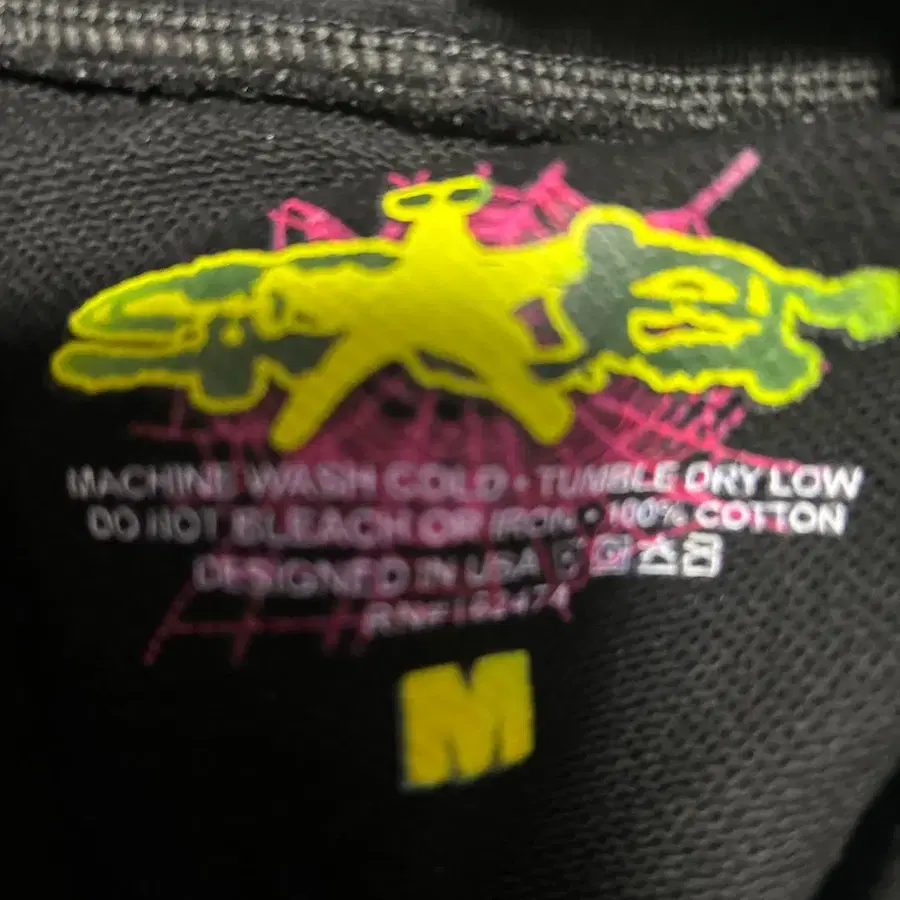 MACHINE WASH COLD • TUMBLE DRY LOW
DO NOT BLEACH OR IRON • 100% COTTON
DESIGNED IN USA
M